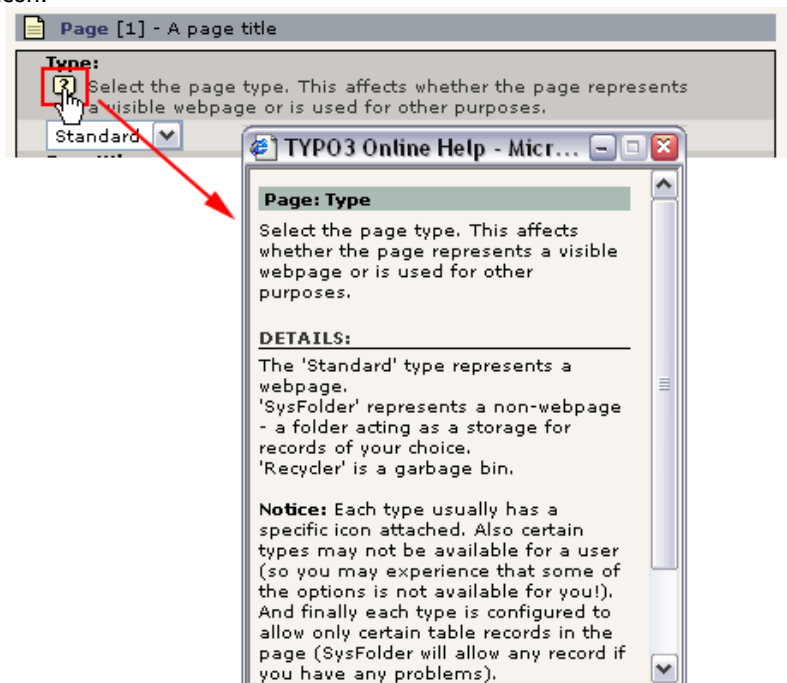 Page [1] - A page title
Type:
? Select the page type. This affects whether the page represents
a visible webpage or is used for other purposes.
Standard
TYPO3 Online Help - Micr...
Page: Type
Select the page type. This affects
whether the page represents a visible
webpage or is used for other
purposes.
DETAILS:
The 'Standard' type represents a
webpage.
'SysFolder' represents a non-webpage
- a folder acting as a storage for
records of your choice.
'Recycler' is a garbage bin.
Notice: Each type usually has a
specific icon attached. Also certain
types may not be available for a user
(so you may experience that some of
the options is not available for you!).
And finally each type is configured to
allow only certain table records in the
page (SysFolder will allow any record if
you have any problems).